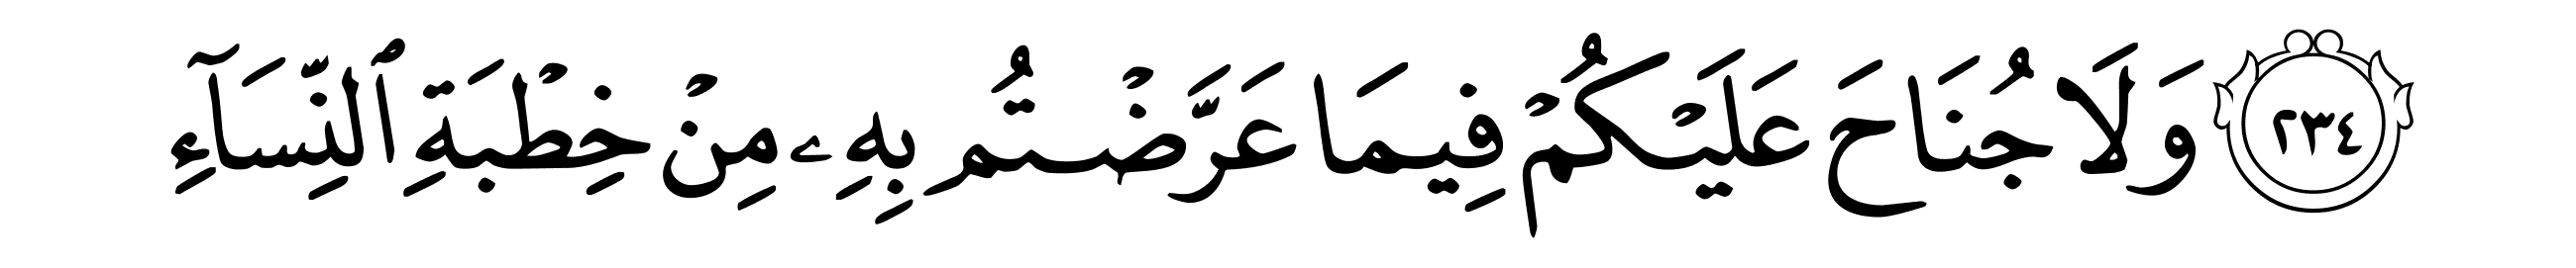 ٢٣٤ وَلَا جُنَاحَ عَلَيْكُمْ فِيمَا عَرَّضْتُم بِهِۦ مِنْ خِطْبَةِ ٱلنِّسَآءِ